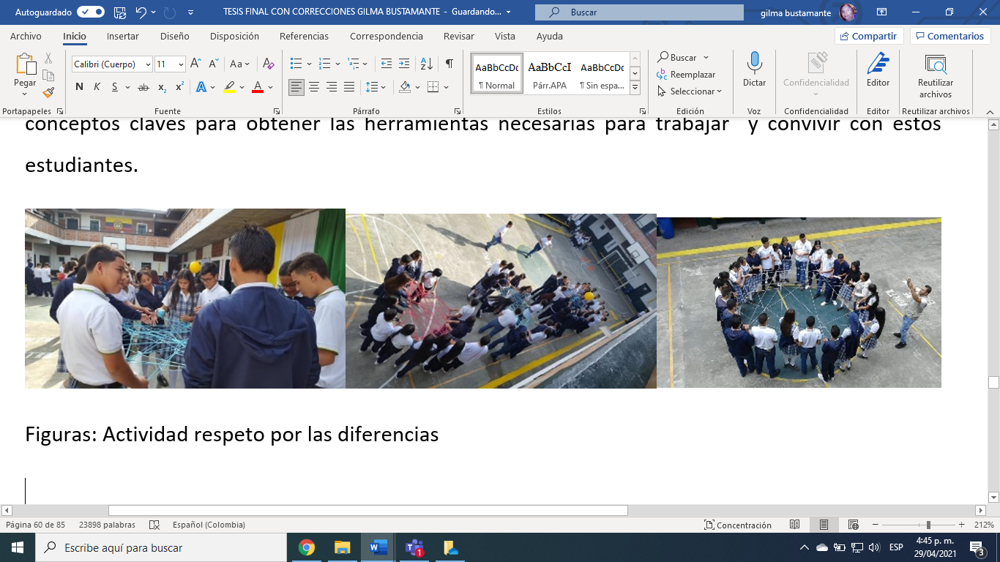 Autoguardado
TESIS FINAL CON CORRECCIONES GILMA BUSTAMANTE - Guardando...
Buscar
gilma bustamante
Archivo Inicio Insertar Diseño Disposición Referencias Correspondencia Revisar Vista Ayuda
Compartir Comentarios
Pegar
Calibri (Cuerpo) 11 A A Aa A
N K S ab x₂ x² A A
AaBbCcDc AaBbCcI AaBbCcDc
¶ Normal Párr.APA ¶ Sin espa...
Buscar
Reemplazar
Seleccionar
Dictar
Confidencialidad
Editor
Reutilizar
archivos
Portapapeles Fuente Párrafo Estilos Edición Voz Confidencialidad Editor Reutilizar archivos
conceptos claves para obtener las herramientas necesarias para trabajar y convivir con estos
estudiantes.
Figuras: Actividad respeto por las diferencias
Página 60 de 85 23898 palabras Español (Colombia) Concentración 212%
Escribe aquí para buscar
1
ESP
4:45 p. m.
29/04/2021
3